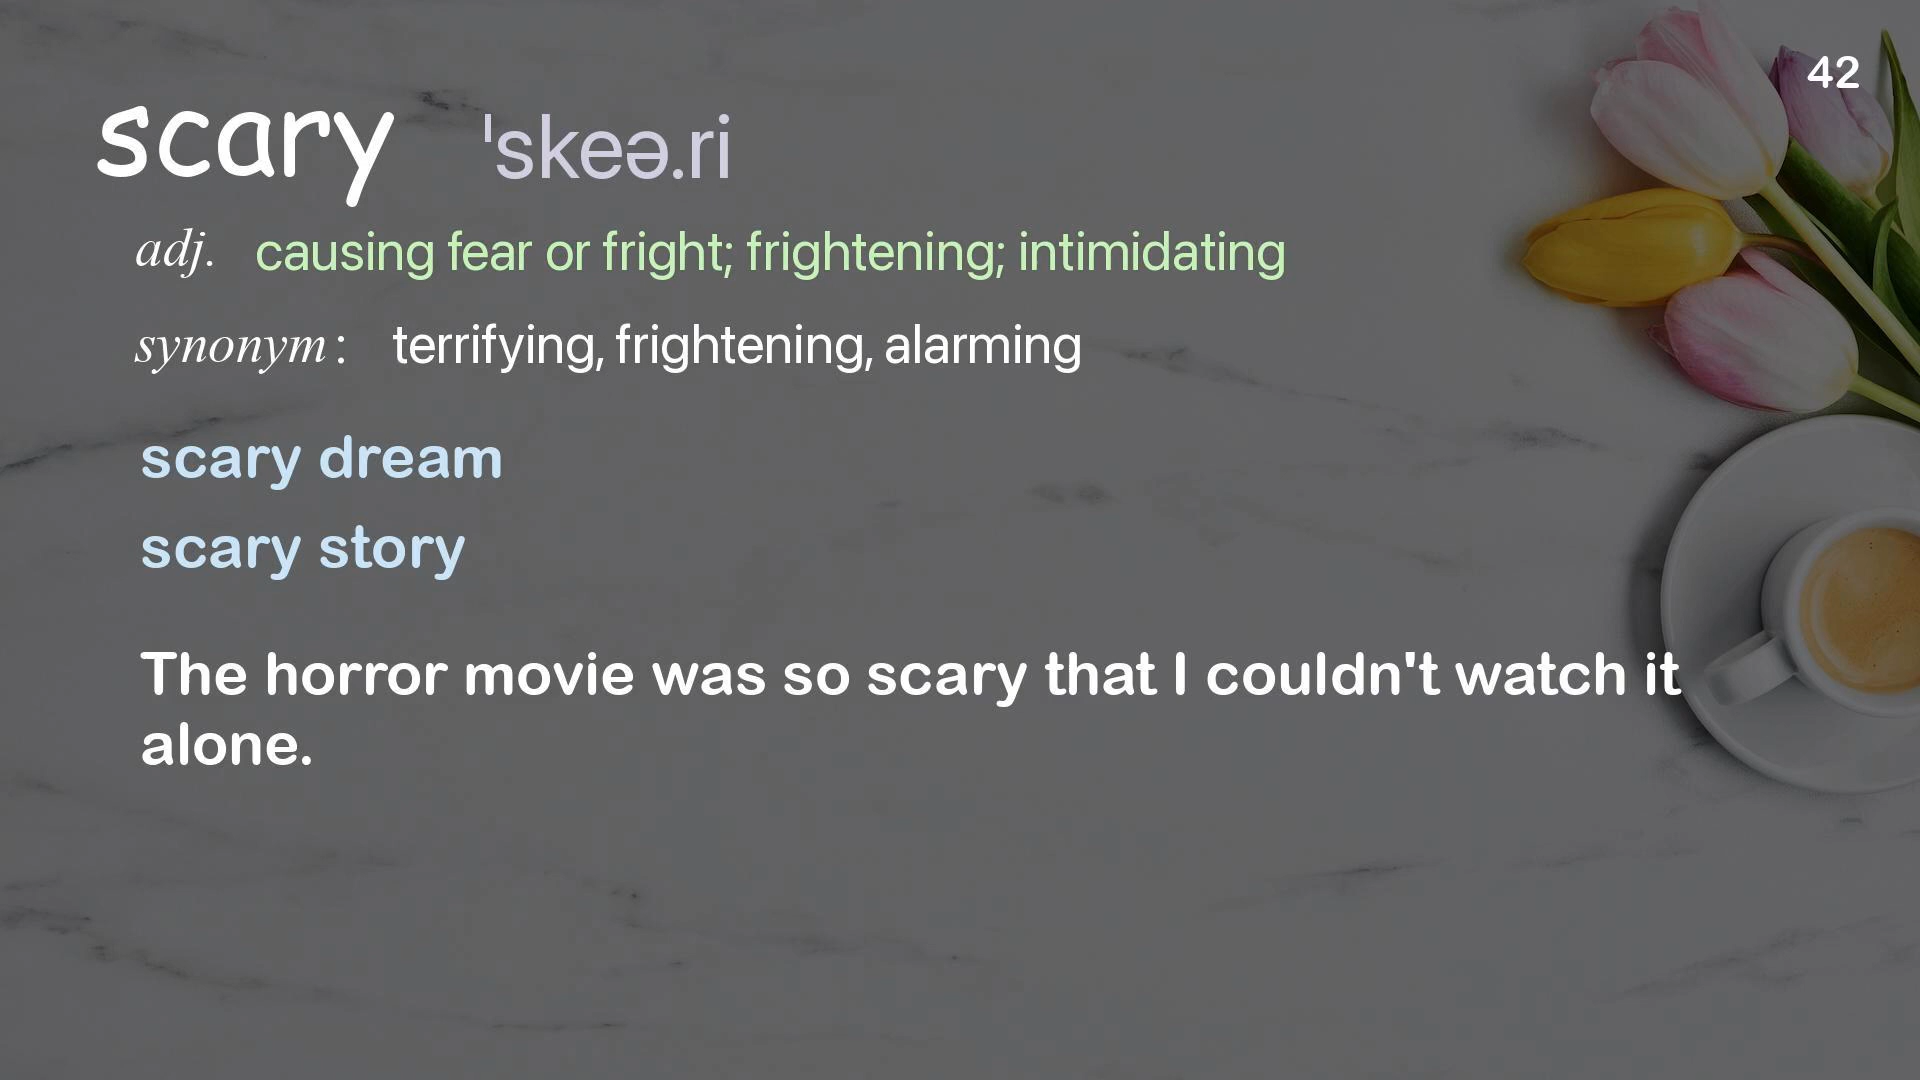 42
scary ˈskeə.ri
adj. causing fear or fright; frightening; intimidating
synonym: terrifying, frightening, alarming
scary dream
scary story
The horror movie was so scary that I couldn't watch it
alone.